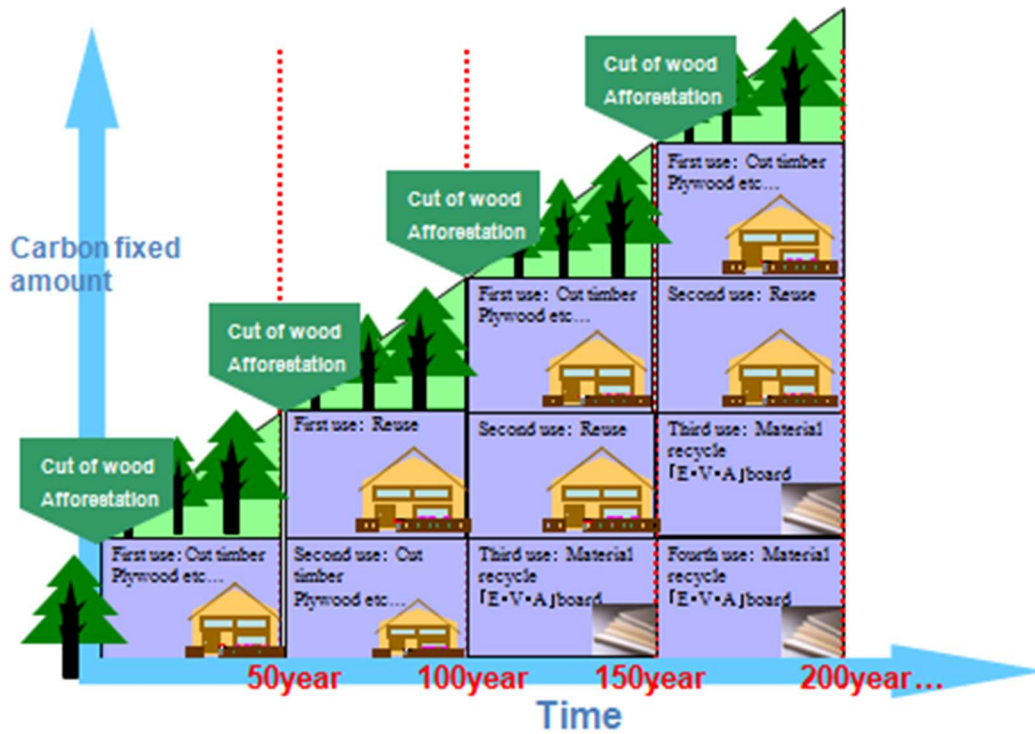 Cut of wood
Afforestation
Cut of wood
Afforestation
Cut of wood
Afforestation
Cut of wood
Afforestation
Carbon fixed
amount
First use: Cut timber
Plywood etc...
Second use: Reuse
Third use: Material
recycle
「E・V・A」board
Fourth use: Material
recycle
「E・V・A」board
First use: Cut timber
Plywood etc...
Second use: Reuse
Third use: Material
recycle
「E・V・A」board
First use: Reuse
Second use: Cut
timber
Plywood etc...
First use: Cut timber
Plywood etc...
50year
100year
150year
200year...
Time